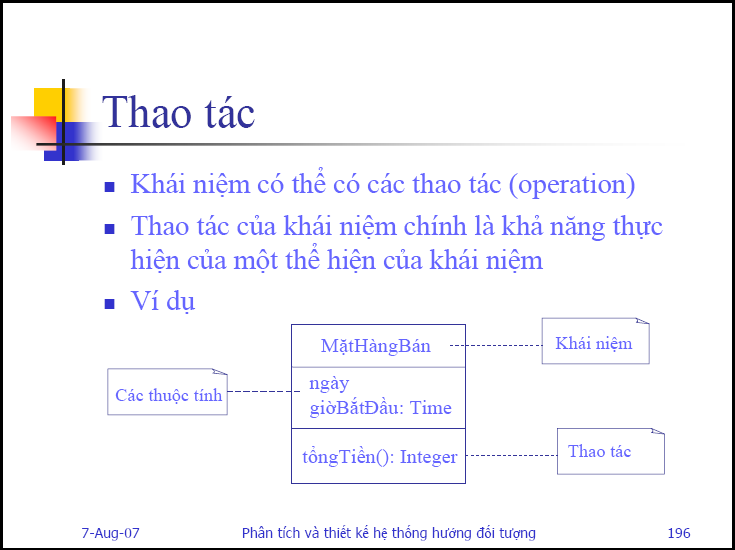 Thao tác
Khái niệm có thể có các thao tác (operation)
Thao tác của khái niệm chính là khả năng thực
hiện của một thể hiện của khái niệm
Ví dụ
MặtHàngBán
Khái niệm
Các thuộc tính
ngày
giờBắtĐầu: Time
tổngTiền(): Integer
Thao tác
7-Aug-07
Phân tích và thiết kế hệ thống hướng đối tượng
196